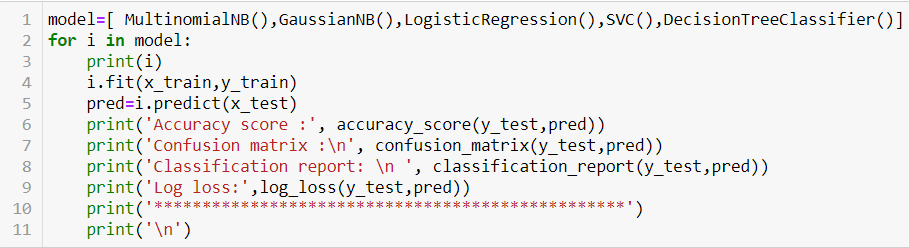 1 model=[ MultinomialNB(),GaussianNB(),LogisticRegression(),SVC(),DecisionTreeClassifier()]
2 for i in model:
3     print(i)
4     i.fit(x_train,y_train)
5     pred=i.predict(x_test)
6     print('Accuracy score :', accuracy_score(y_test,pred))
7     print('Confusion matrix :\n', confusion_matrix(y_test,pred))
8     print('Classification report: \n ', classification_report(y_test,pred))
9     print('Log loss:',log_loss(y_test,pred))
10     print('*************************************************')
11     print('\n')